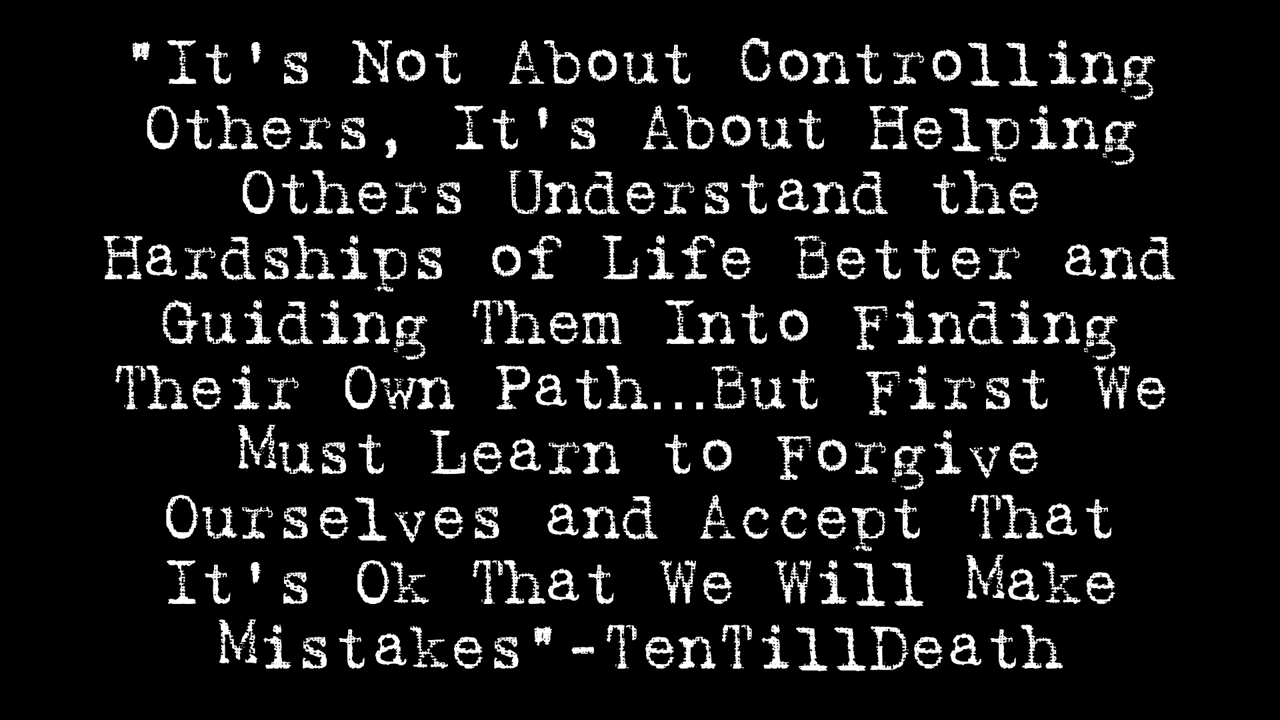 "It's Not About Controlling
Others, It's About Helping
Others Understand the
Hardships of Life Better and
Guiding Them Into Finding
Their Own Path...But First We
Must Learn to Forgive
Ourselves and Accept That
It's Ok That We Will Make
Mistakes"-TenTillDeath